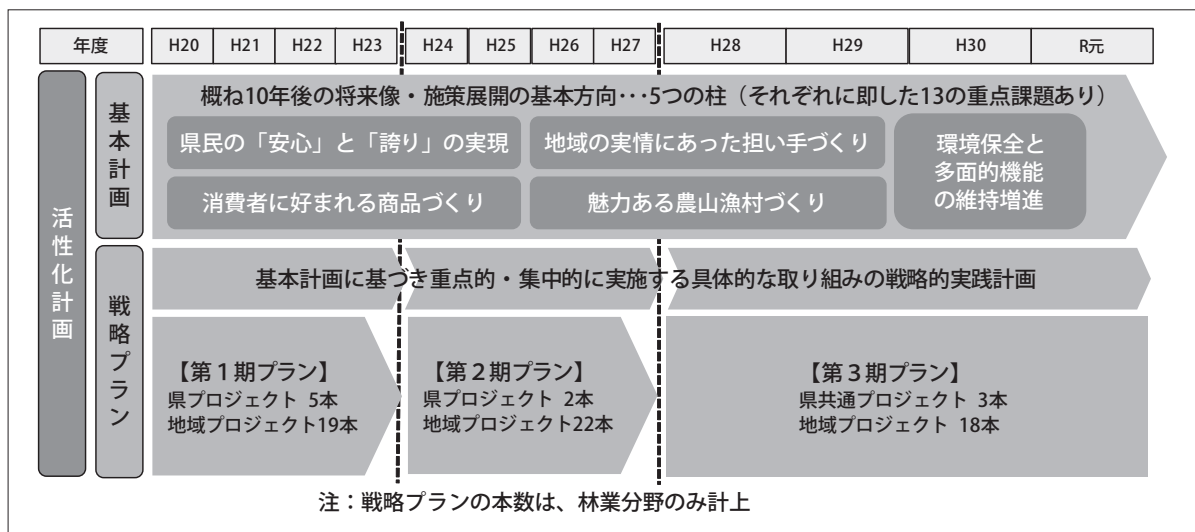 年度 H20 H21 H22 H23 H24 H25 H26 H27 H28 H29 H30 R元
活性化計画
基本計画
概ね10年後の将来像・施策展開の基本方向･･･5つの柱（それぞれに即した13の重点課題あり）
県民の「安心」と「誇り」の実現
地域の実情にあった担い手づくり
消費者に好まれる商品づくり
魅力ある農山漁村づくり
環境保全と
多面的機能
の維持増進
戦略プラン
基本計画に基づき重点的・集中的に実施する具体的な取り組みの戦略的実践計画
【第１期プラン】
県プロジェクト 5本
地域プロジェクト19本
【第２期プラン】
県プロジェクト 2本
地域プロジェクト22本
【第３期プラン】
県共通プロジェクト 3本
地域プロジェクト 18本
注：戦略プランの本数は、林業分野のみ計上